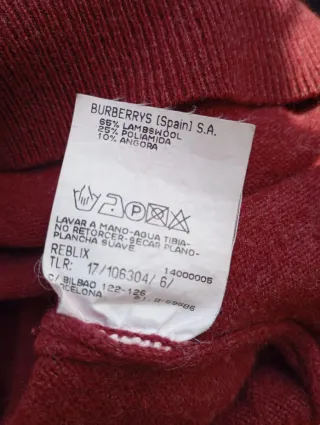 BURBERRYS [Spain] S.A.
65% LAMBSWOOL
25% POLIAMIDA
10% ANGORA
P
LAVAR A MANO-AGUA TIBIA-
NO RETORCER-SECAR PLANO-
PLANCHA SUAVE
REBLIX 14000005
TLR: 17/106304/ 6/
C/ BILBAO 122-126
BARCELONA